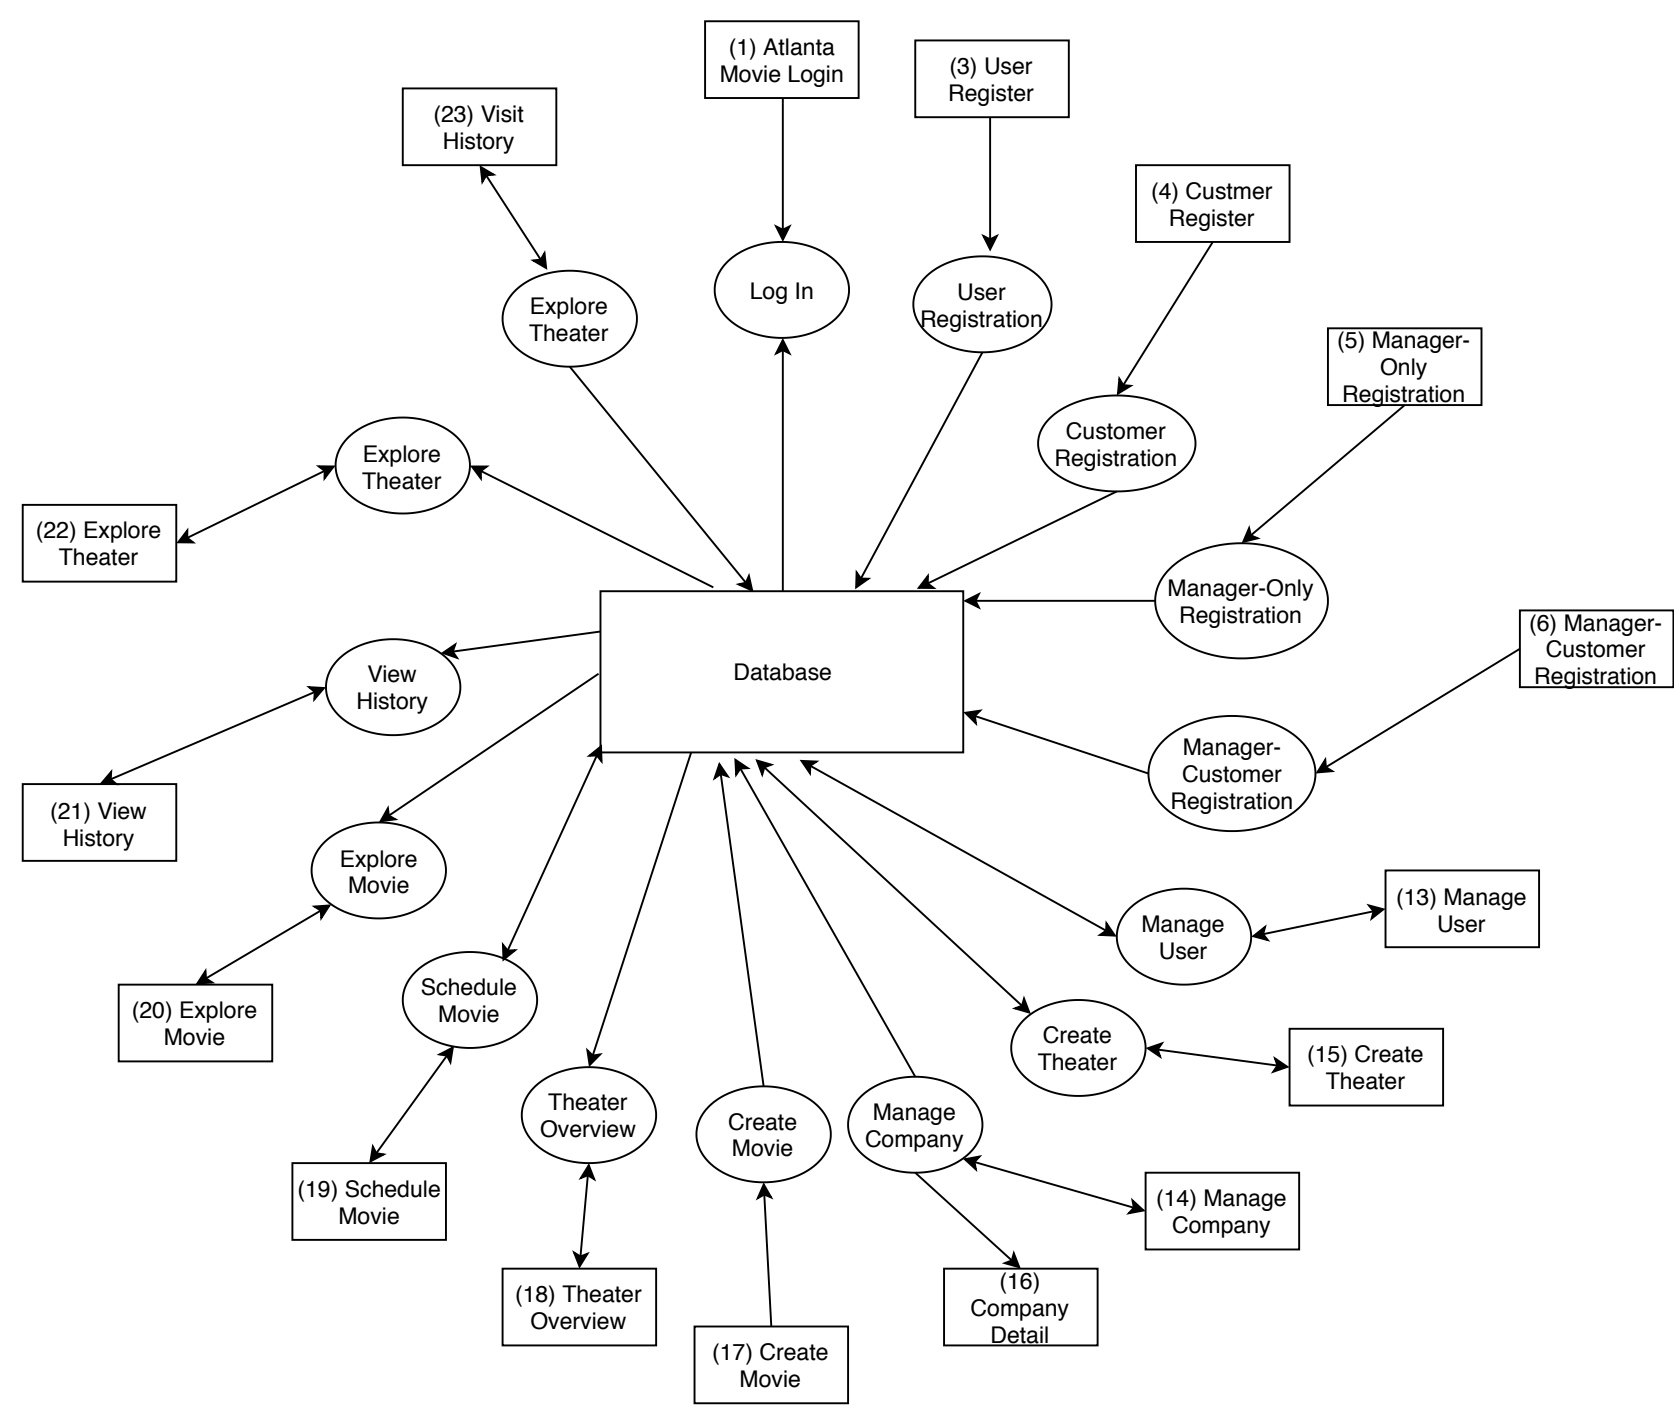 (1) Atlanta
Movie Login
(3) User
Register
(23) Visit
History
(4) Custmer
Register
Log In
User
Registration
Explore
Theater
(5) Manager-
Only
Registration
Customer
Registration
Explore
Theater
(22) Explore
Theater
Manager-Only
Registration
(6) Manager-
Customer
Registration
Database
View
History
Manager-
Customer
Registration
(21) View
History
Explore
Movie
(13) Manage
User
Manage
User
(20) Explore
Movie
Schedule
Movie
Create
Theater
(15) Create
Theater
Theater
Overview
Create
Movie
Manage
Company
(19) Schedule
Movie
(14) Manage
Company
(18) Theater
Overview
(16)
Company
Detail
(17) Create
Movie